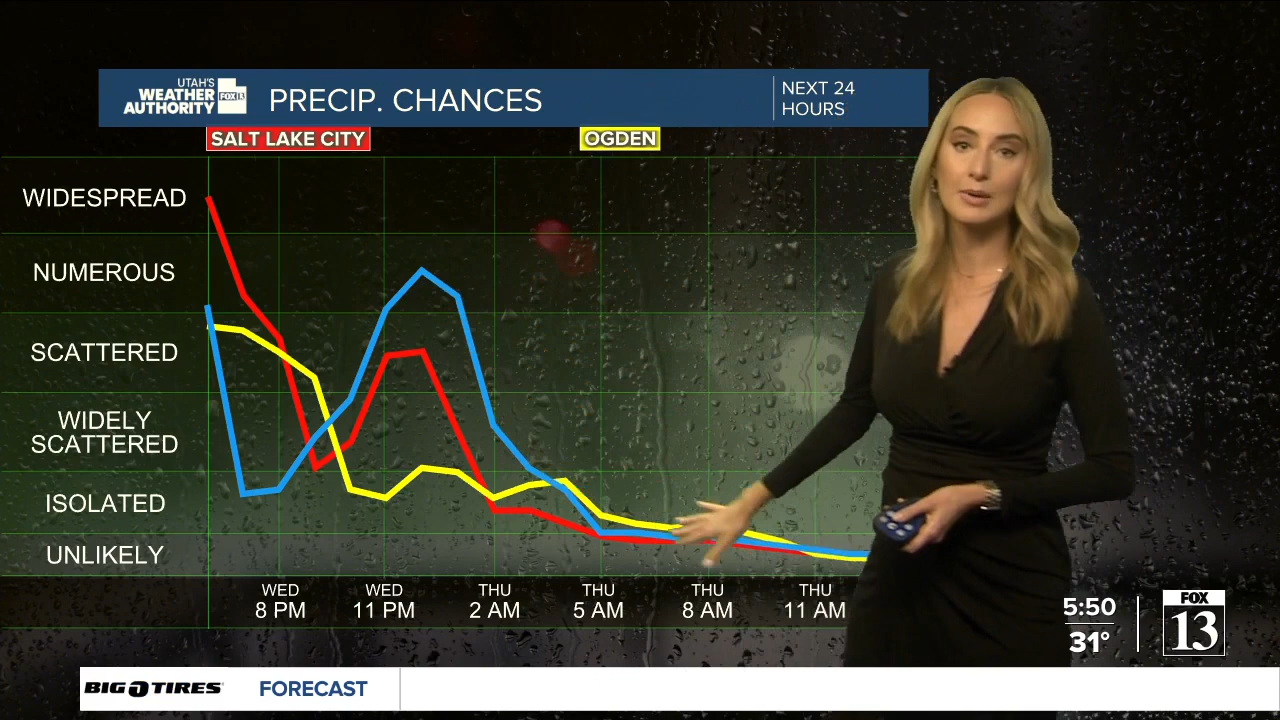 UTAH'S
WEATHER
AUTHORITY
FOX 13
PRECIP. CHANCES
NEXT 24
HOURS
SALT LAKE CITY
OGDEN
WIDESPREAD
NUMEROUS
SCATTERED
WIDELY
SCATTERED
ISOLATED
UNLIKELY
WED
8 PM
WED
11 PM
THU
2 AM
THU
5 AM
THU
8 AM
THU
11 AM
5:50
31°
FOX
13
BIG O TIRES
FORECAST